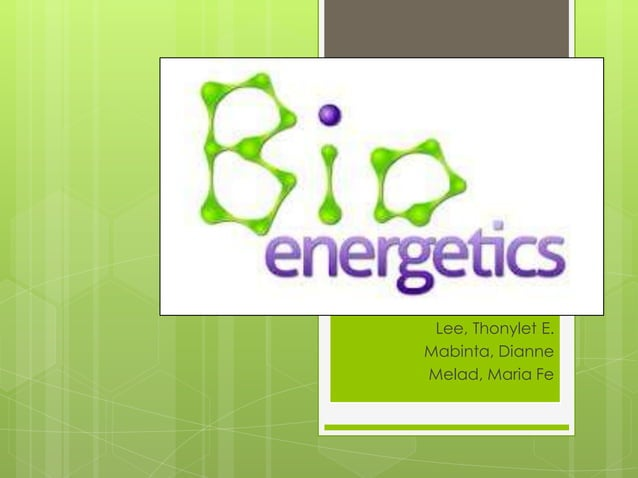 Bio
energetics
Lee, Thonylet E.
Mabinta, Dianne
Melad, Maria Fe